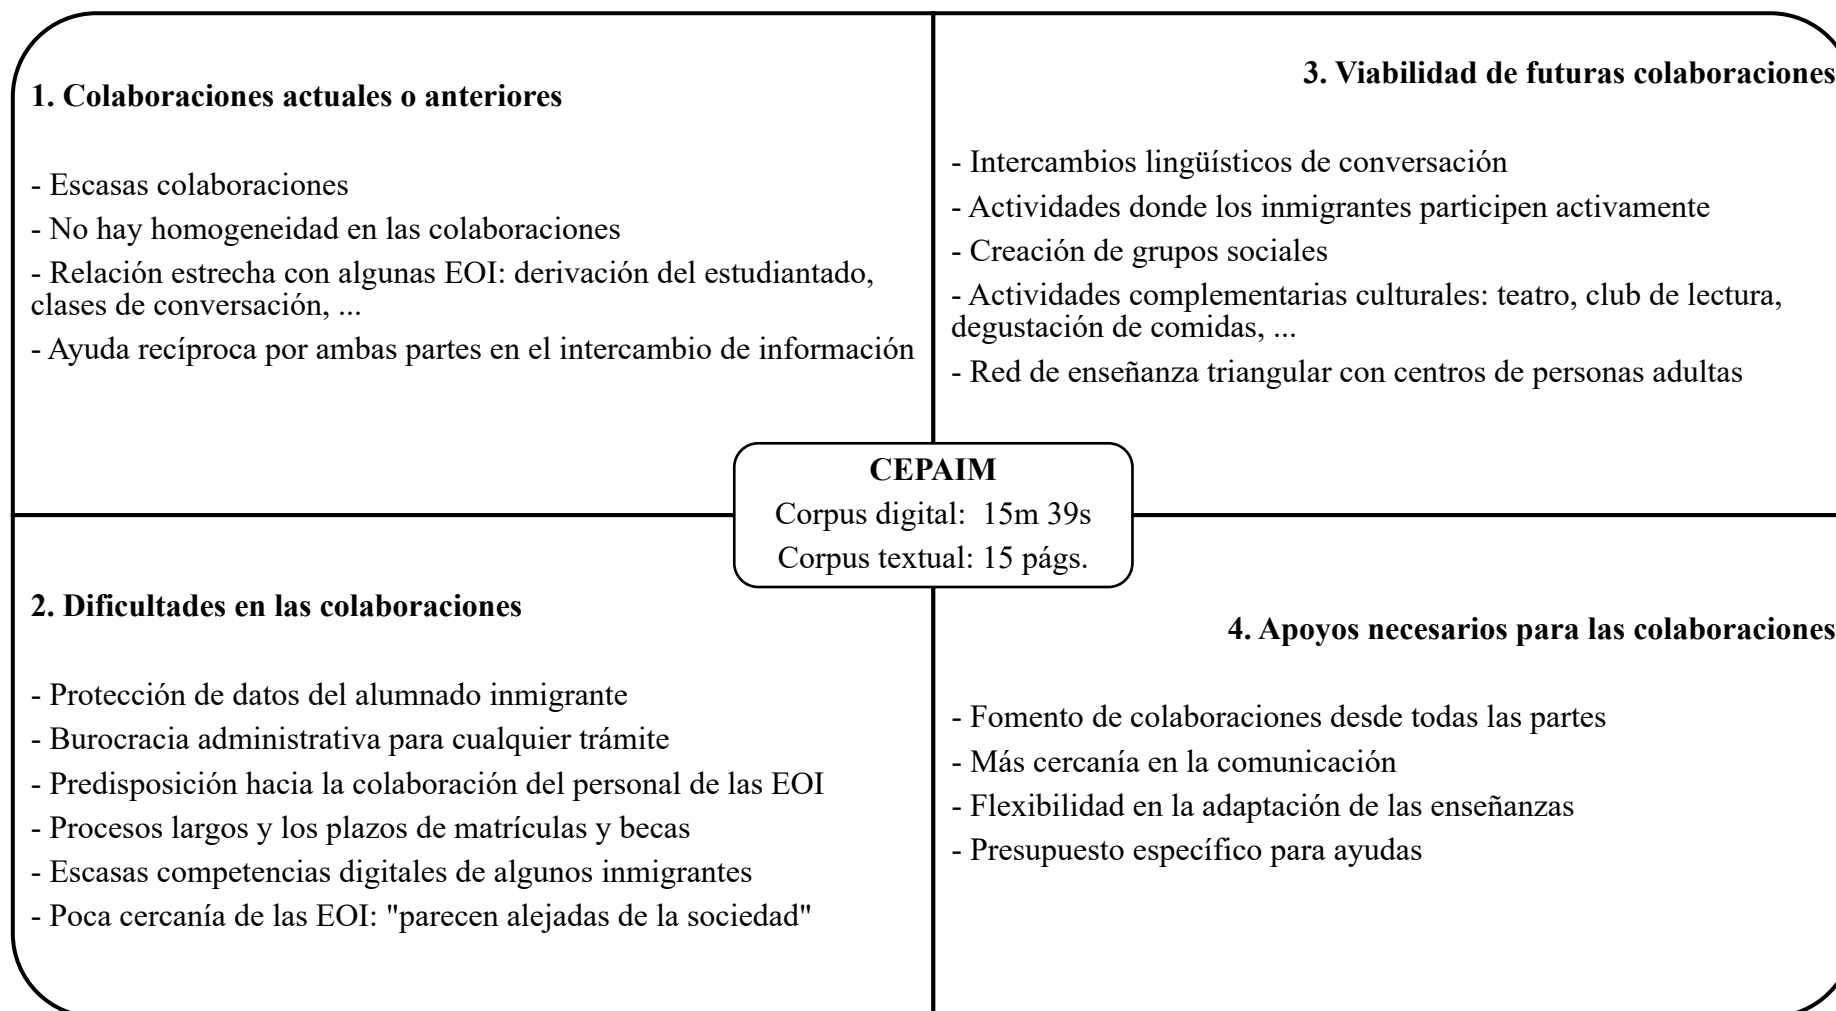 1. Colaboraciones actuales o anteriores
- Escasas colaboraciones
- No hay homogeneidad en las colaboraciones
- Relación estrecha con algunas EOI: derivación del estudiantado,
clases de conversación, ...
- Ayuda recíproca por ambas partes en el intercambio de información
3. Viabilidad de futuras colaboraciones
- Intercambios lingüísticos de conversación
- Actividades donde los inmigrantes participen activamente
- Creación de grupos sociales
- Actividades complementarias culturales: teatro, club de lectura,
degustación de comidas, ...
- Red de enseñanza triangular con centros de personas adultas
CEPAIM
Corpus digital: 15m 39s
Corpus textual: 15 págs.
2. Dificultades en las colaboraciones
- Protección de datos del alumnado inmigrante
- Burocracia administrativa para cualquier trámite
- Predisposición hacia la colaboración del personal de las EOI
- Procesos largos y los plazos de matrículas y becas
- Escasas competencias digitales de algunos inmigrantes
- Poca cercanía de las EOI: "parecen alejadas de la sociedad"
4. Apoyos necesarios para las colaboraciones
- Fomento de colaboraciones desde todas las partes
- Más cercanía en la comunicación
- Flexibilidad en la adaptación de las enseñanzas
- Presupuesto específico para ayudas